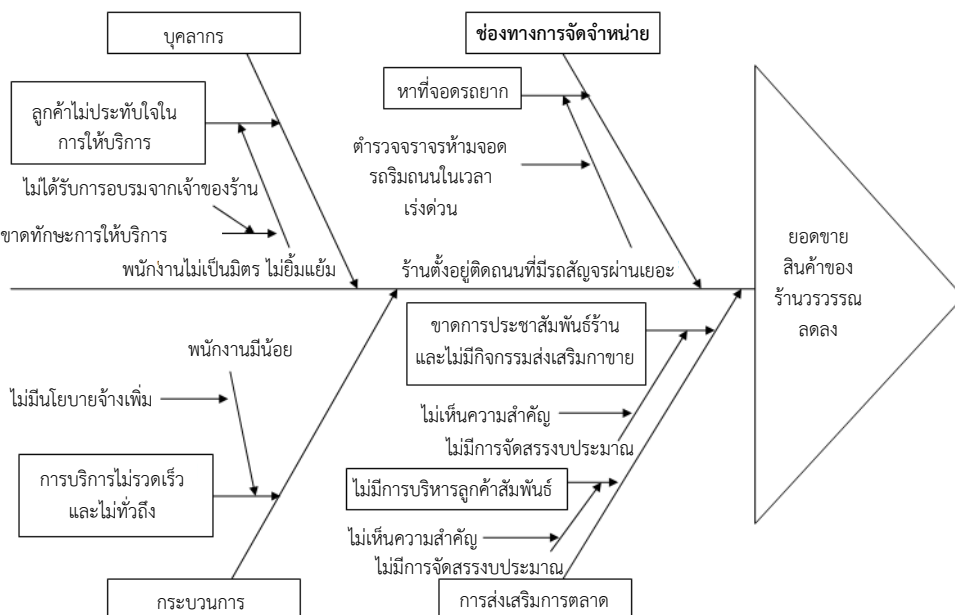 บุคลากร
ช่องทางการจัดจำหน่าย
หาที่จอดรถยาก
ลูกค้าไม่ประทับใจใน
การให้บริการ
ตำรวจจราจรห้ามจอด
รถริมถนนในเวลา
เร่งด่วน
ไม่ได้รับการอบรมจากเจ้าของร้าน
ขาดทักษะการให้บริการ
พนักงานไม่เป็นมิตร ไม่ยิ้มแย้ม
ร้านตั้งอยู่ติดถนนที่มีรถสัญจรผ่านเยอะ
ยอดขาย
สินค้าของ
ร้านวรวรรณ
ลดลง
ขาดการประชาสัมพันธ์ร้าน
และไม่มีกิจกรรมส่งเสริมกาขาย
พนักงานมีน้อย
ไม่มีนโยบายจ้างเพิ่ม
ไม่เห็นความสำคัญ
ไม่มีการจัดสรรงบประมาณ
การบริการไม่รวดเร็ว
และไม่ทั่วถึง
ไม่มีการบริหารลูกค้าสัมพันธ์
ไม่เห็นความสำคัญ
ไม่มีการจัดสรรงบประมาณ
กระบวนการ
การส่งเสริมการตลาด